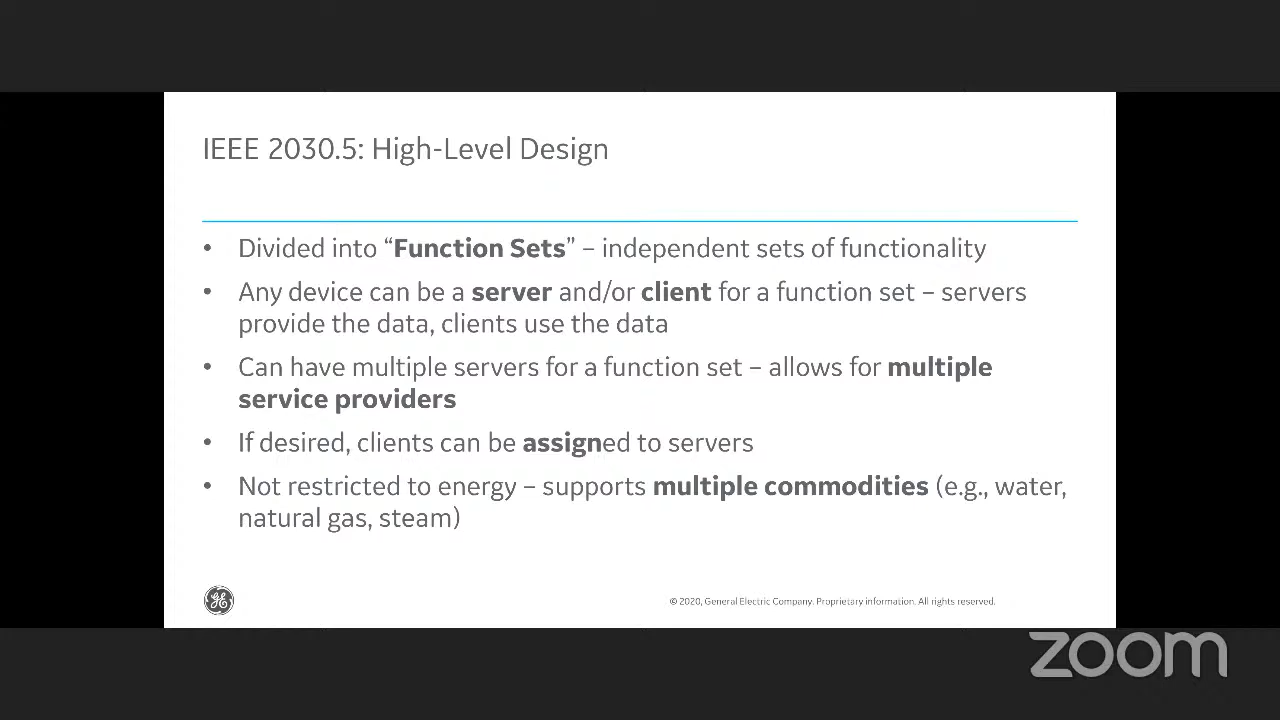 IEEE 2030.5: High-Level Design
• Divided into “Function Sets” – independent sets of functionality
• Any device can be a server and/or client for a function set – servers
provide the data, clients use the data
• Can have multiple servers for a function set – allows for multiple
service providers
• If desired, clients can be assigned to servers
• Not restricted to energy – supports multiple commodities (e.g., water,
natural gas, steam)
GE
© 2020, General Electric Company. Proprietary information. All rights reserved.
zoom